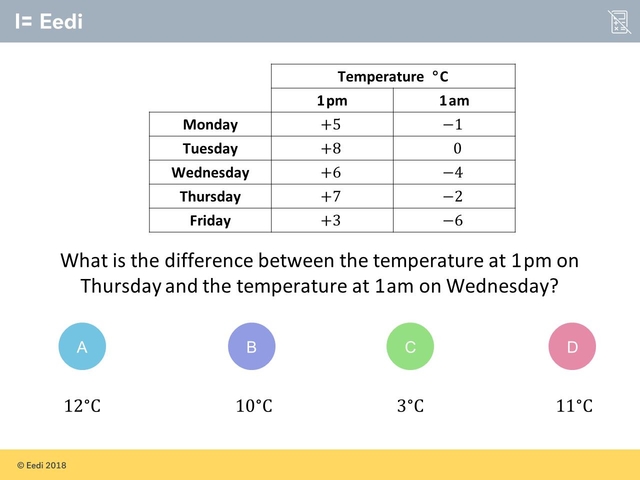 I= Eedi
Temperature °C
1pm 1am
Monday +5 −1
Tuesday +8 0
Wednesday +6 −4
Thursday +7 −2
Friday +3 −6
What is the difference between the temperature at 1pm on
Thursday and the temperature at 1am on Wednesday?
A B C D
12°C 10°C 3°C 11°C
© Eedi 2018